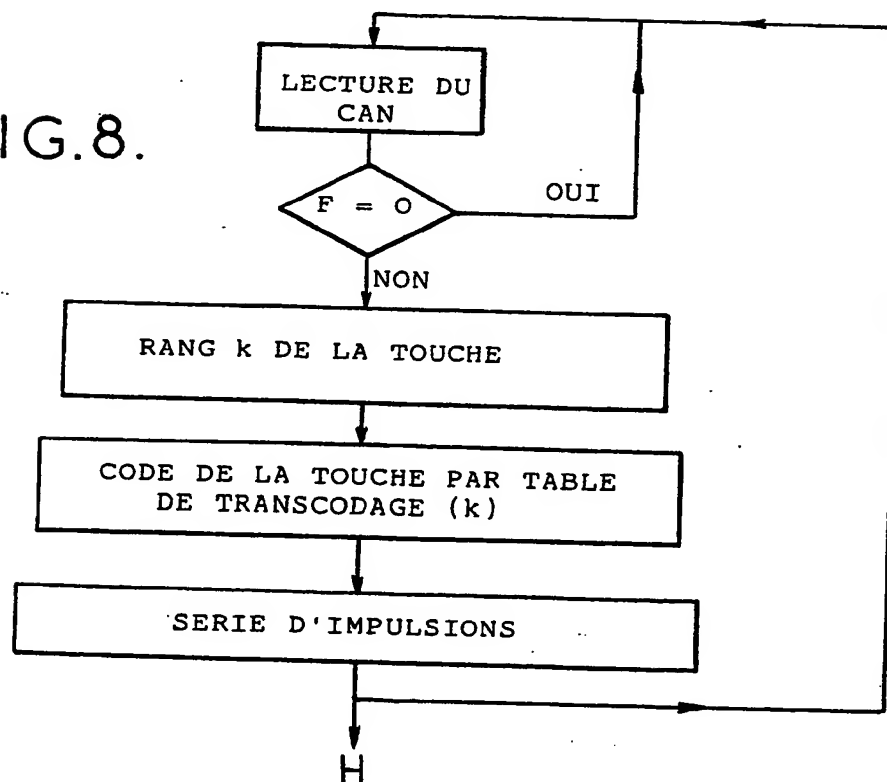 IG.8.
LECTURE DU
CAN
F = O
OUI
NON
RANG k DE LA TOUCHE
CODE DE LA TOUCHE PAR TABLE
DE TRANSCODAGE (k)
SERIE D'IMPULSIONS
H